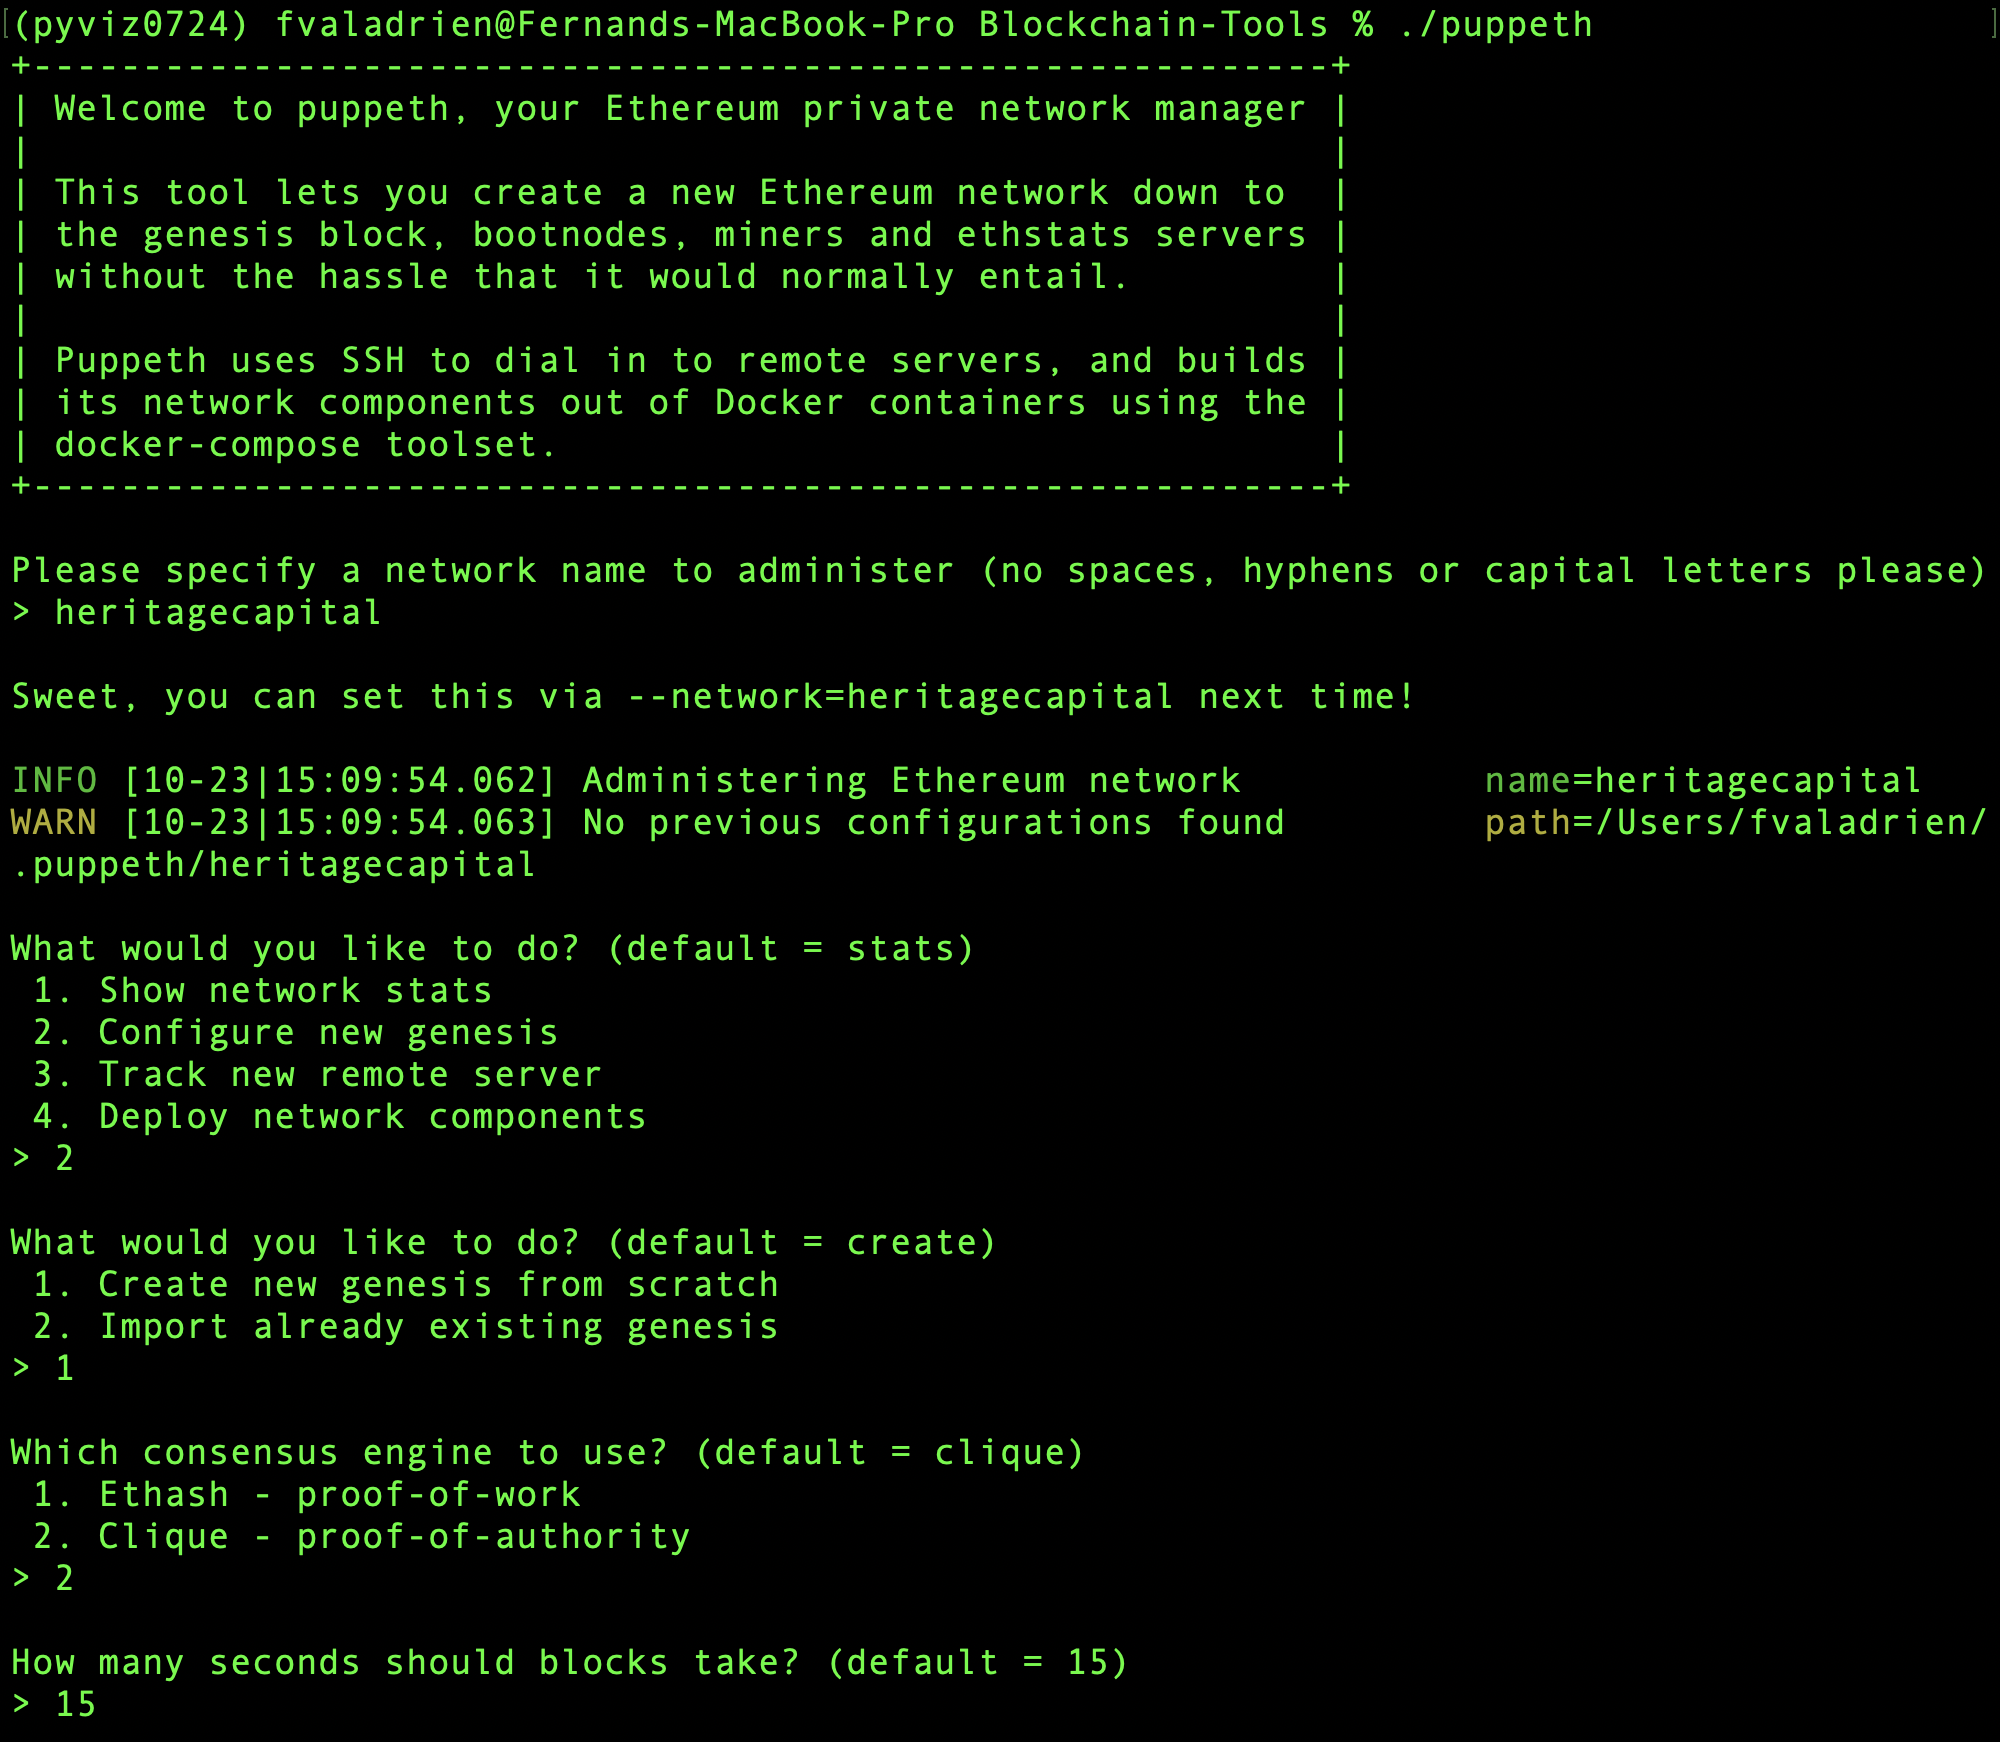 (pyviz0724) fvaladrien@Fernands-MacBook-Pro Blockchain-Tools % ./puppeth
+-----------------------------------------------------------+
| Welcome to puppeth, your Ethereum private network manager |
|                                                           |
| This tool lets you create a new Ethereum network down to  |
| the genesis block, bootnodes, miners and ethstats servers |
| without the hassle that it would normally entail.         |
|                                                           |
| Puppeth uses SSH to dial in to remote servers, and builds |
| its network components out of Docker containers using the |
| docker-compose toolset.                                   |
+-----------------------------------------------------------+
Please specify a network name to administer (no spaces, hyphens or capital letters please)
> heritagecapital
Sweet, you can set this via --network=heritagecapital next time!
INFO [10-23|15:09:54.062] Administering Ethereum network           name=heritagecapital
WARN [10-23|15:09:54.063] No previous configurations found         path=/Users/fvaladrien/
.puppeth/heritagecapital
What would you like to do? (default = stats)
 1. Show network stats
 2. Configure new genesis
 3. Track new remote server
 4. Deploy network components
> 2
What would you like to do? (default = create)
 1. Create new genesis from scratch
 2. Import already existing genesis
> 1
Which consensus engine to use? (default = clique)
 1. Ethash - proof-of-work
 2. Clique - proof-of-authority
> 2
How many seconds should blocks take? (default = 15)
> 15